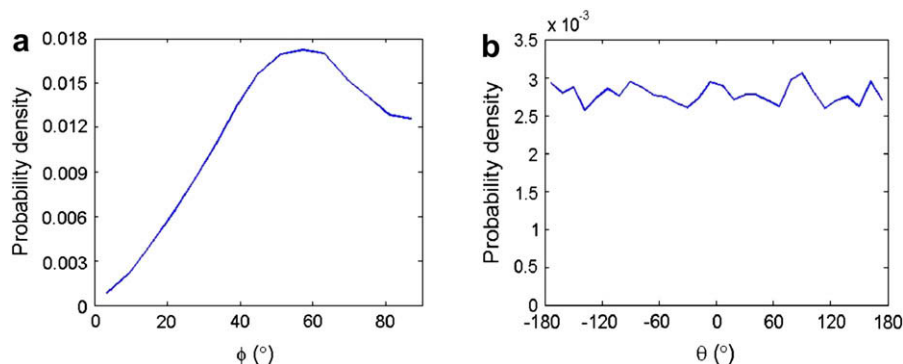 a
0.018
0.015
0.012
0.009
0.006
0.003
0
0 20 40 60 80
Probability density
ϕ (°)
b
x 10⁻³
3.5
3
2.5
2
1.5
1
0.5
0
-180 -120 -60 0 60 120 180
Probability density
θ (°)